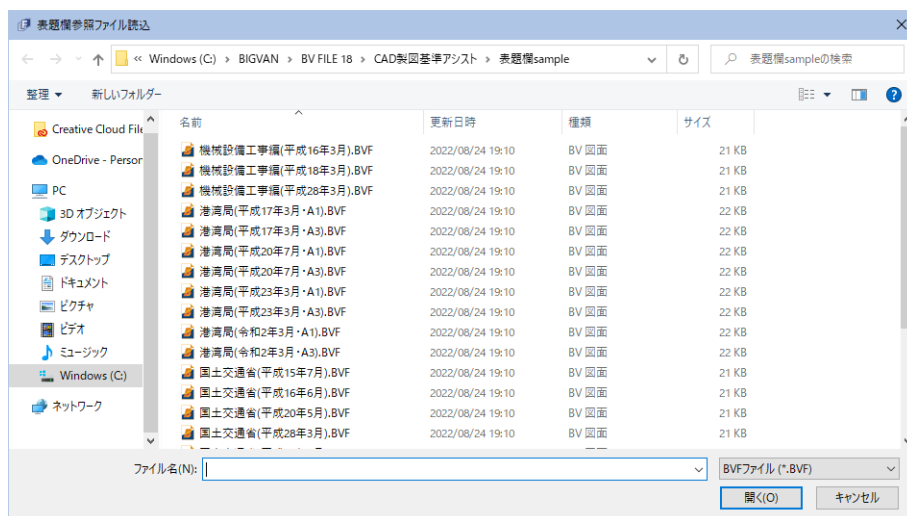 表題欄参照ファイル読込
« Windows (C:) › BIGVAN › BV FILE 18 › CAD製図基準アシスト › 表題欄sample
表題欄sampleの検索
整理 新しいフォルダー
名前 更新日時 種類 サイズ
Creative Cloud File
OneDrive - Person
PC
3D オブジェクト
ダウンロード
デスクトップ
ドキュメント
ピクチャ
ビデオ
ミュージック
Windows (C:)
ネットワーク
機械設備工事編(平成16年3月).BVF 2022/08/24 19:10 BV 図面 21 KB
機械設備工事編(平成18年3月).BVF 2022/08/24 19:10 BV 図面 21 KB
機械設備工事編(平成28年3月).BVF 2022/08/24 19:10 BV 図面 21 KB
港湾局(平成17年3月・A1).BVF 2022/08/24 19:10 BV 図面 22 KB
港湾局(平成17年3月・A3).BVF 2022/08/24 19:10 BV 図面 22 KB
港湾局(平成20年7月・A1).BVF 2022/08/24 19:10 BV 図面 22 KB
港湾局(平成20年7月・A3).BVF 2022/08/24 19:10 BV 図面 22 KB
港湾局(平成23年3月・A1).BVF 2022/08/24 19:10 BV 図面 22 KB
港湾局(平成23年3月・A3).BVF 2022/08/24 19:10 BV 図面 22 KB
港湾局(令和2年3月・A1).BVF 2022/08/24 19:10 BV 図面 22 KB
港湾局(令和2年3月・A3).BVF 2022/08/24 19:10 BV 図面 22 KB
国土交通省(平成15年7月).BVF 2022/08/24 19:10 BV 図面 21 KB
国土交通省(平成16年6月).BVF 2022/08/24 19:10 BV 図面 21 KB
国土交通省(平成20年5月).BVF 2022/08/24 19:10 BV 図面 21 KB
国土交通省(平成28年3月).BVF 2022/08/24 19:10 BV 図面 21 KB
ファイル名(N): BVFファイル (*.BVF)
開く(O) キャンセル